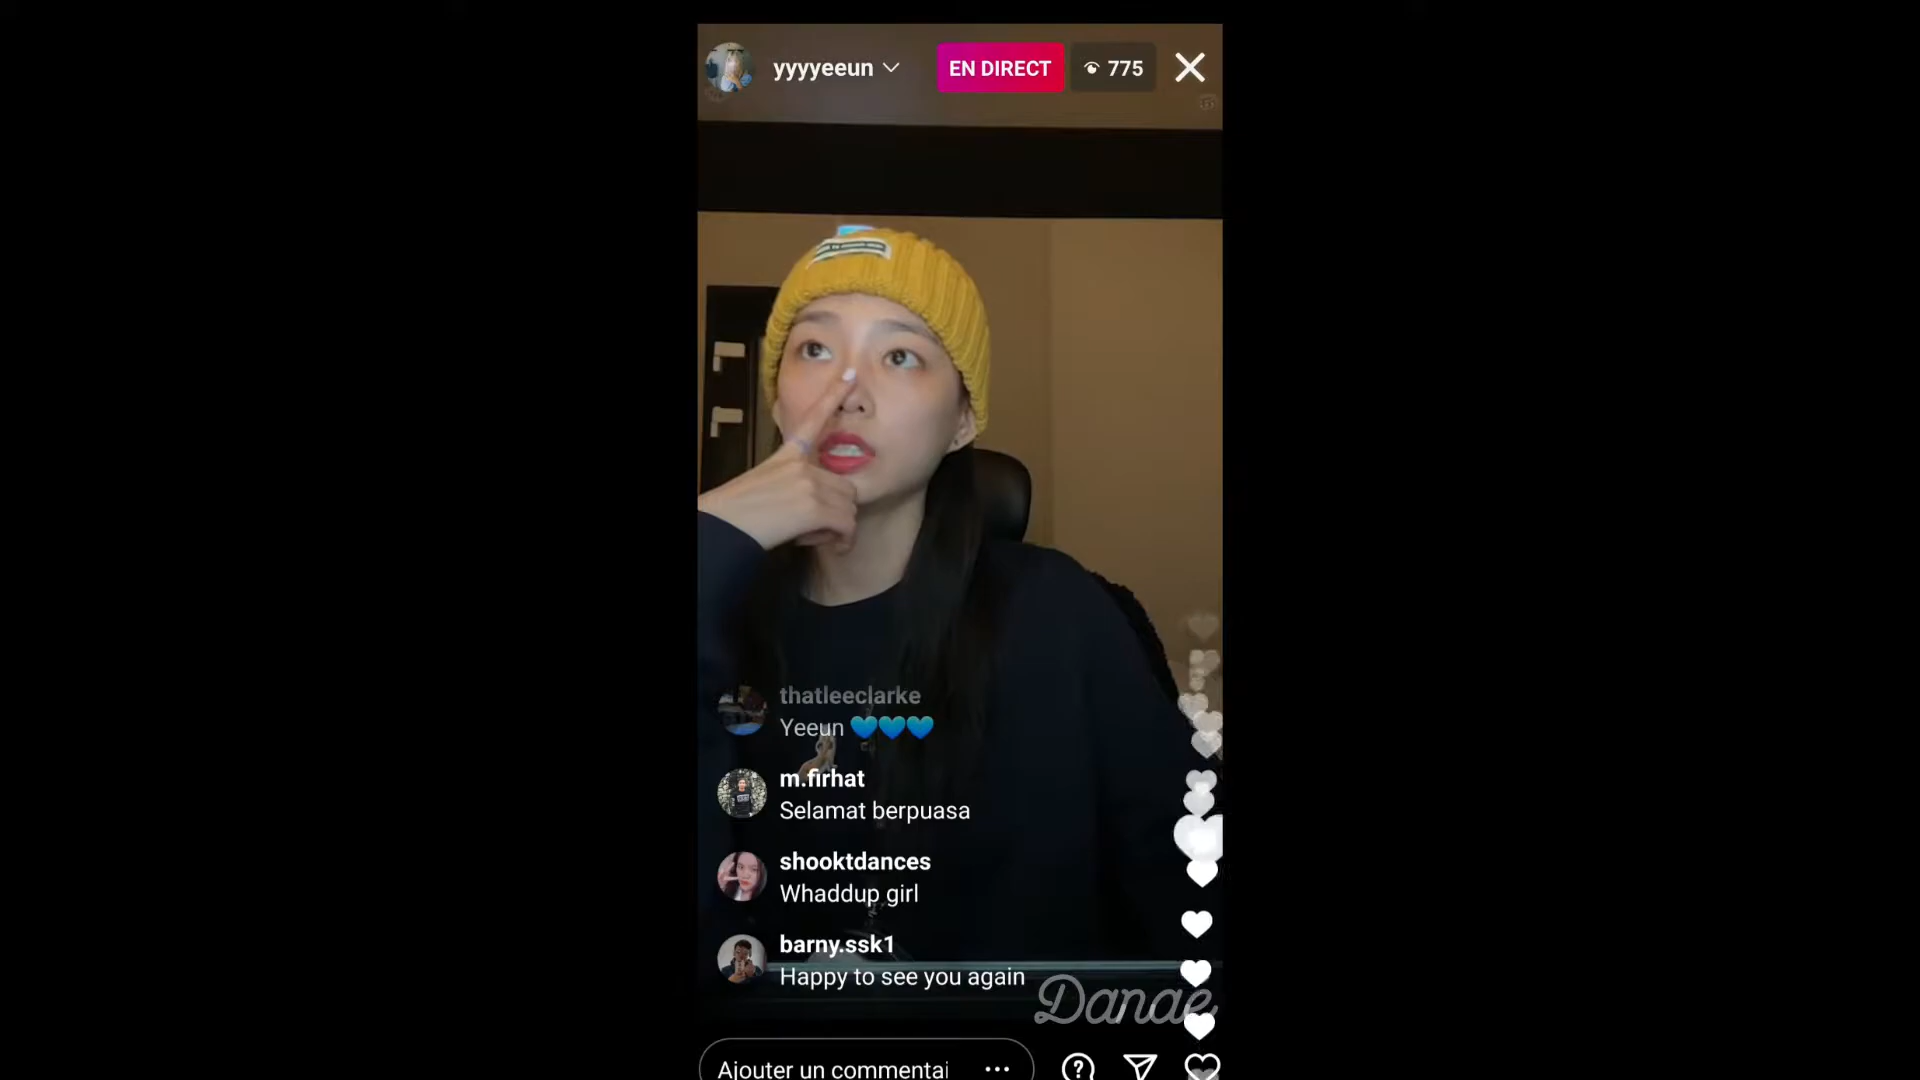 yyyyeeun
EN DIRECT
775
thatleeclarke
Yeeun 💙💙💙
m.firhat
Selamat berpuasa
shooktdances
Whaddup girl
barny.ssk1
Happy to see you again
Danae
Ajouter un commentai